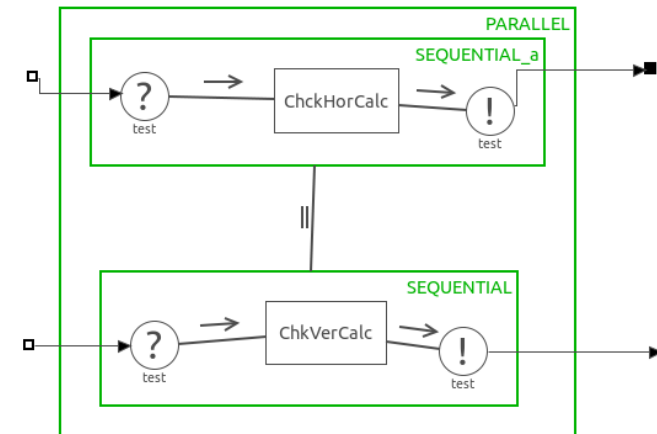 PARALLEL
SEQUENTIAL_a
?
ChckHorCalc
!
test
test
||
SEQUENTIAL
?
ChkVerCalc
!
test
test